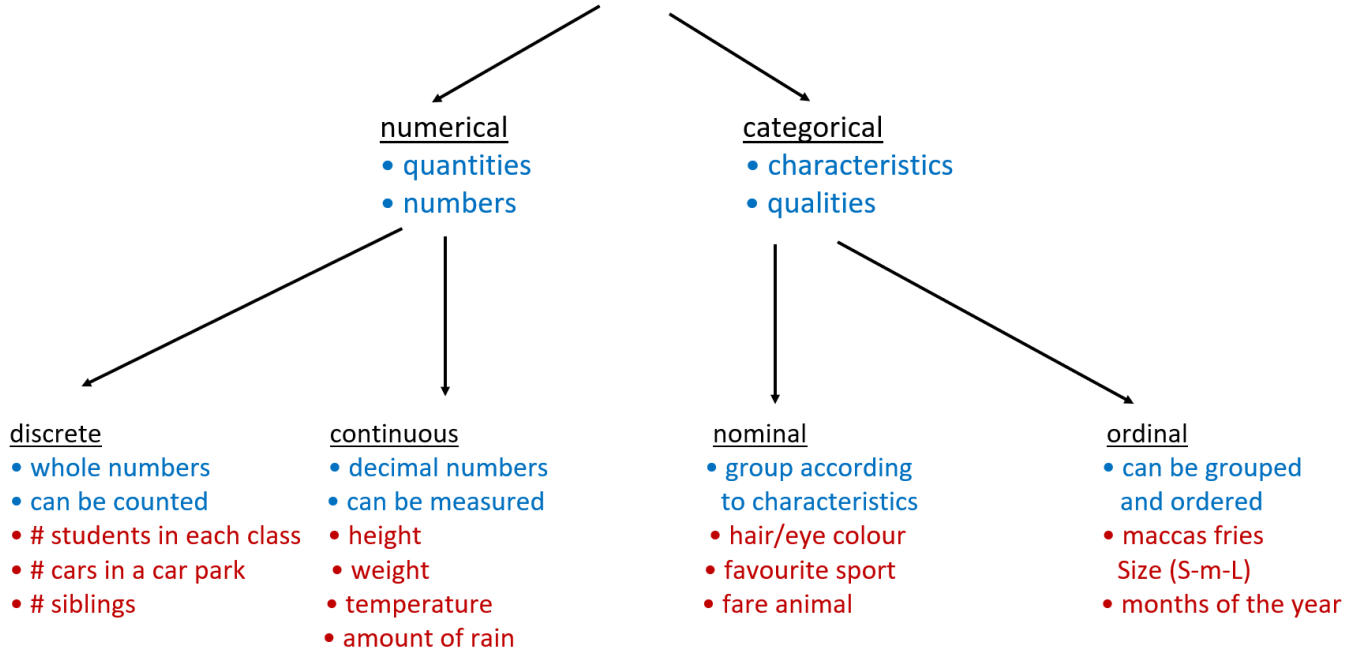 numerical
• quantities
• numbers
categorical
• characteristics
• qualities
discrete
• whole numbers
• can be counted
• # students in each class
• # cars in a car park
• # siblings
continuous
• decimal numbers
• can be measured
• height
• weight
• temperature
• amount of rain
nominal
• group according
to characteristics
• hair/eye colour
• favourite sport
• fare animal
ordinal
• can be grouped
and ordered
• maccas fries
Size (S-m-L)
• months of the year